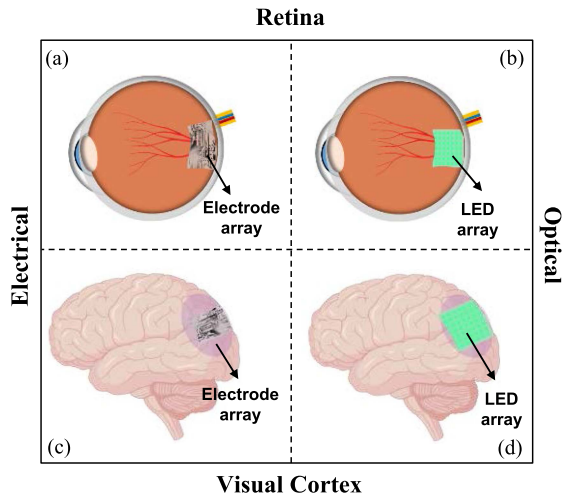 Retina
(a)
(b)
Electrode
array
LED
array
Electrical
Optical
Electrode
array
LED
array
(c)
(d)
Visual Cortex